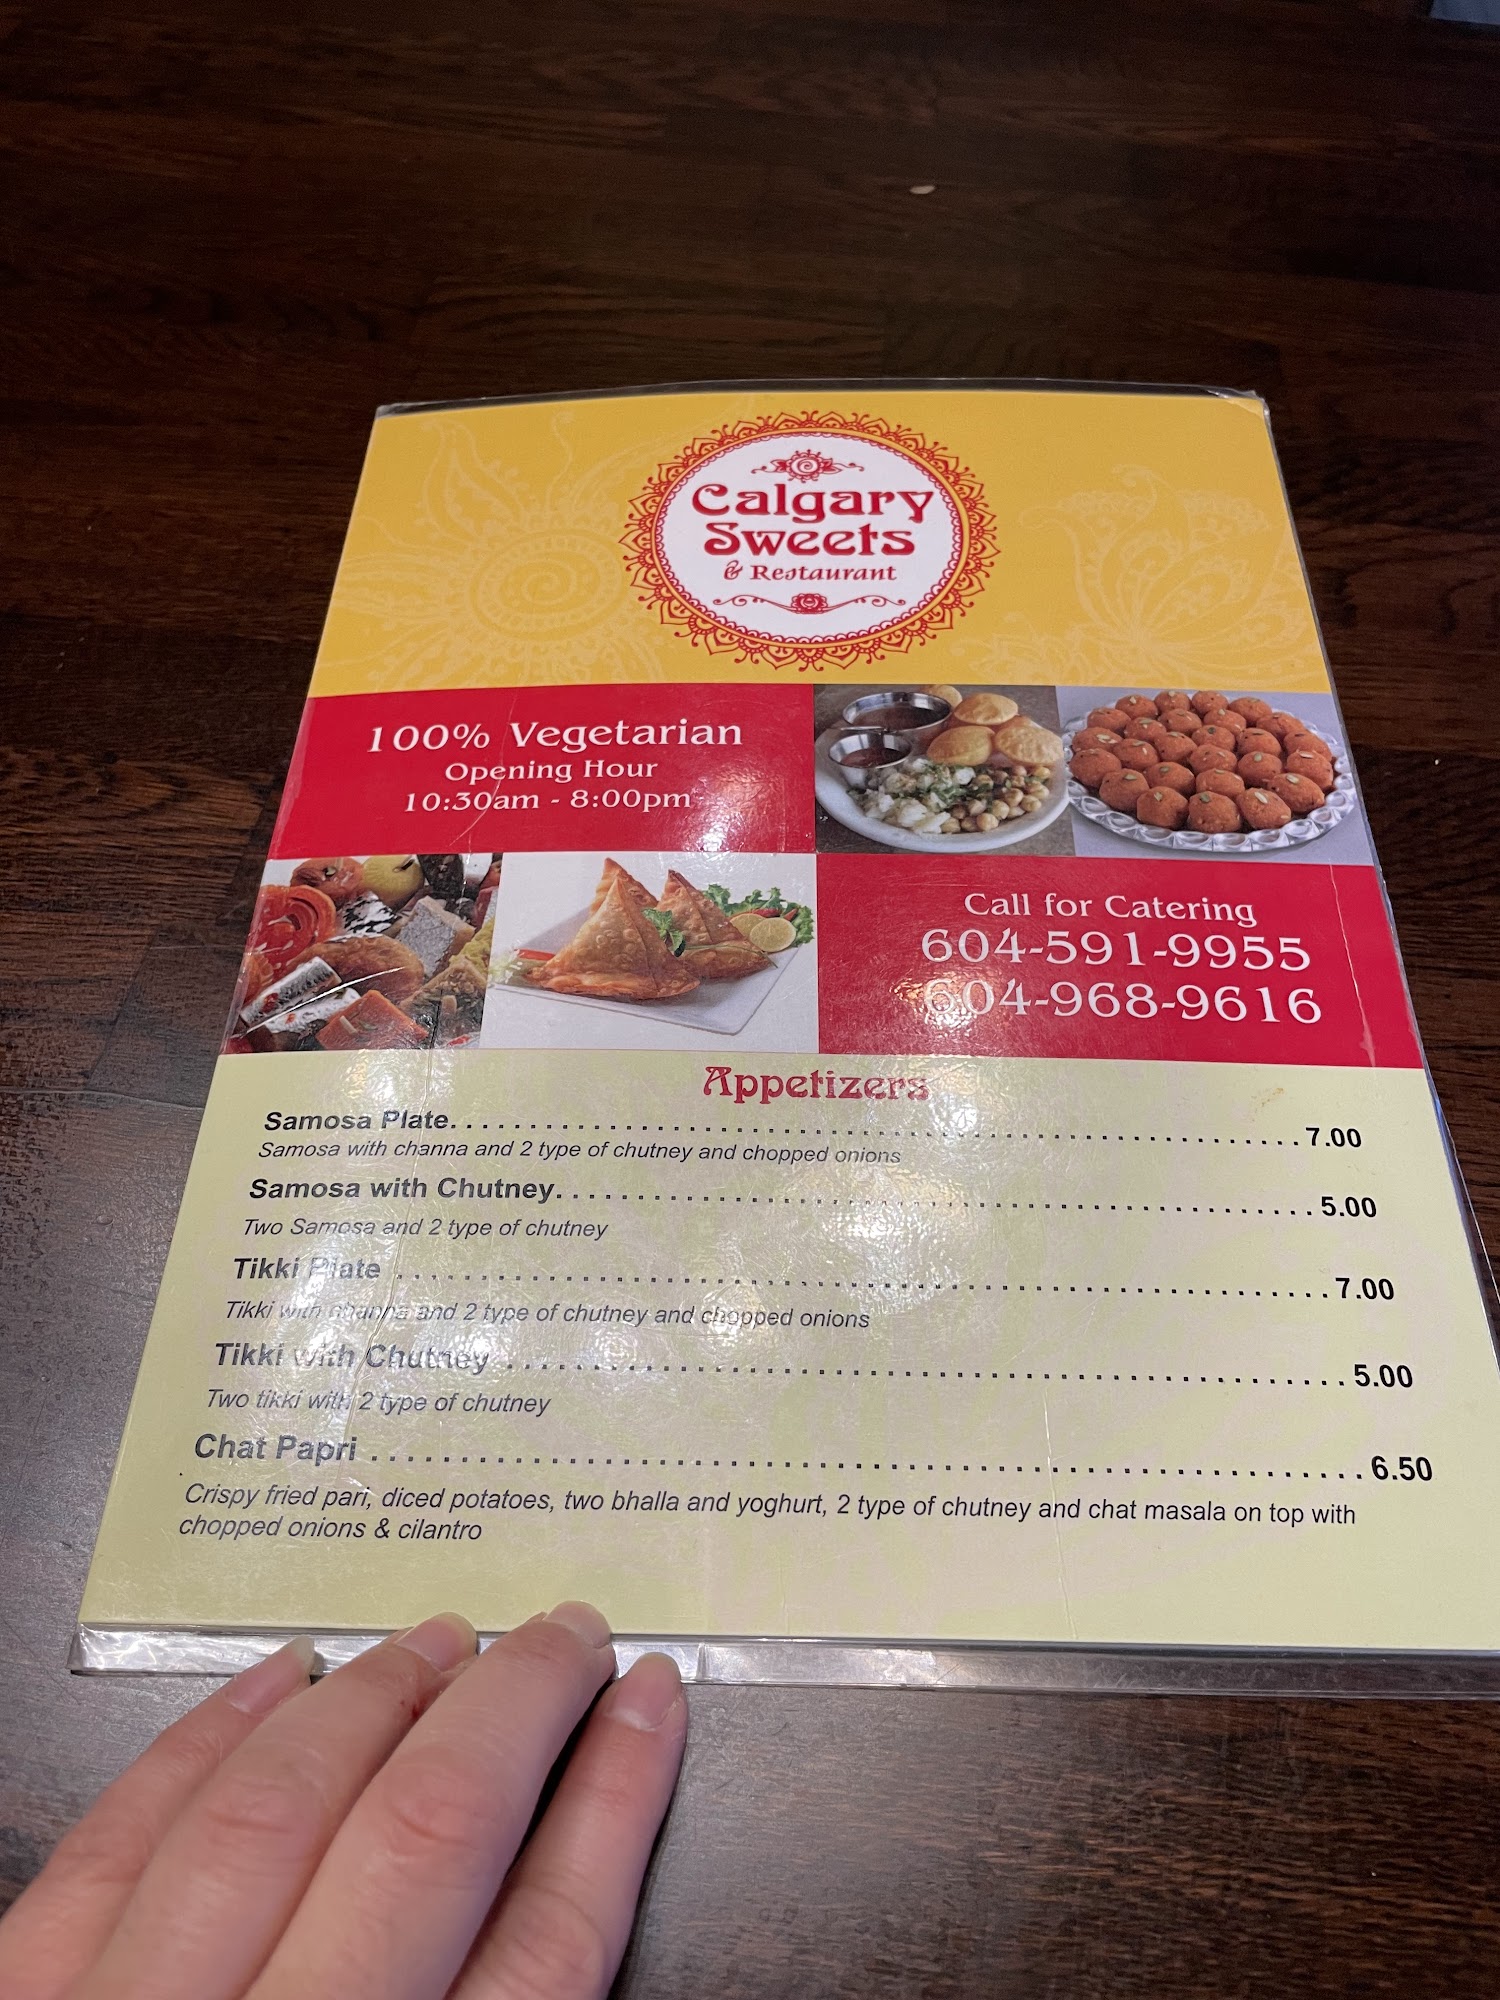 Calgary
Sweets
& Restaurant
100% Vegetarian
Opening Hour
10:30am - 8:00pm
Call for Catering
604-591-9955
604-968-9616
Appetizers
Samosa Plate 7.00
Samosa with channa and 2 type of chutney and chopped onions
Samosa with Chutney 5.00
Two Samosa and 2 type of chutney
Tikki Plate 7.00
Tikki with channa and 2 type of chutney and chopped onions
Tikki with Chutney 5.00
Two tikki with 2 type of chutney
Chat Papri 6.50
Crispy fried pari, diced potatoes, two bhalla and yoghurt, 2 type of chutney and chat masala on top with
chopped onions & cilantro